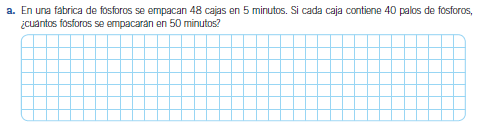 a. En una fábrica de fósforos se empacan 48 cajas en 5 minutos. Si cada caja contiene 40 palos de fósforos,
¿cuántos fósforos se empacarán en 50 minutos?